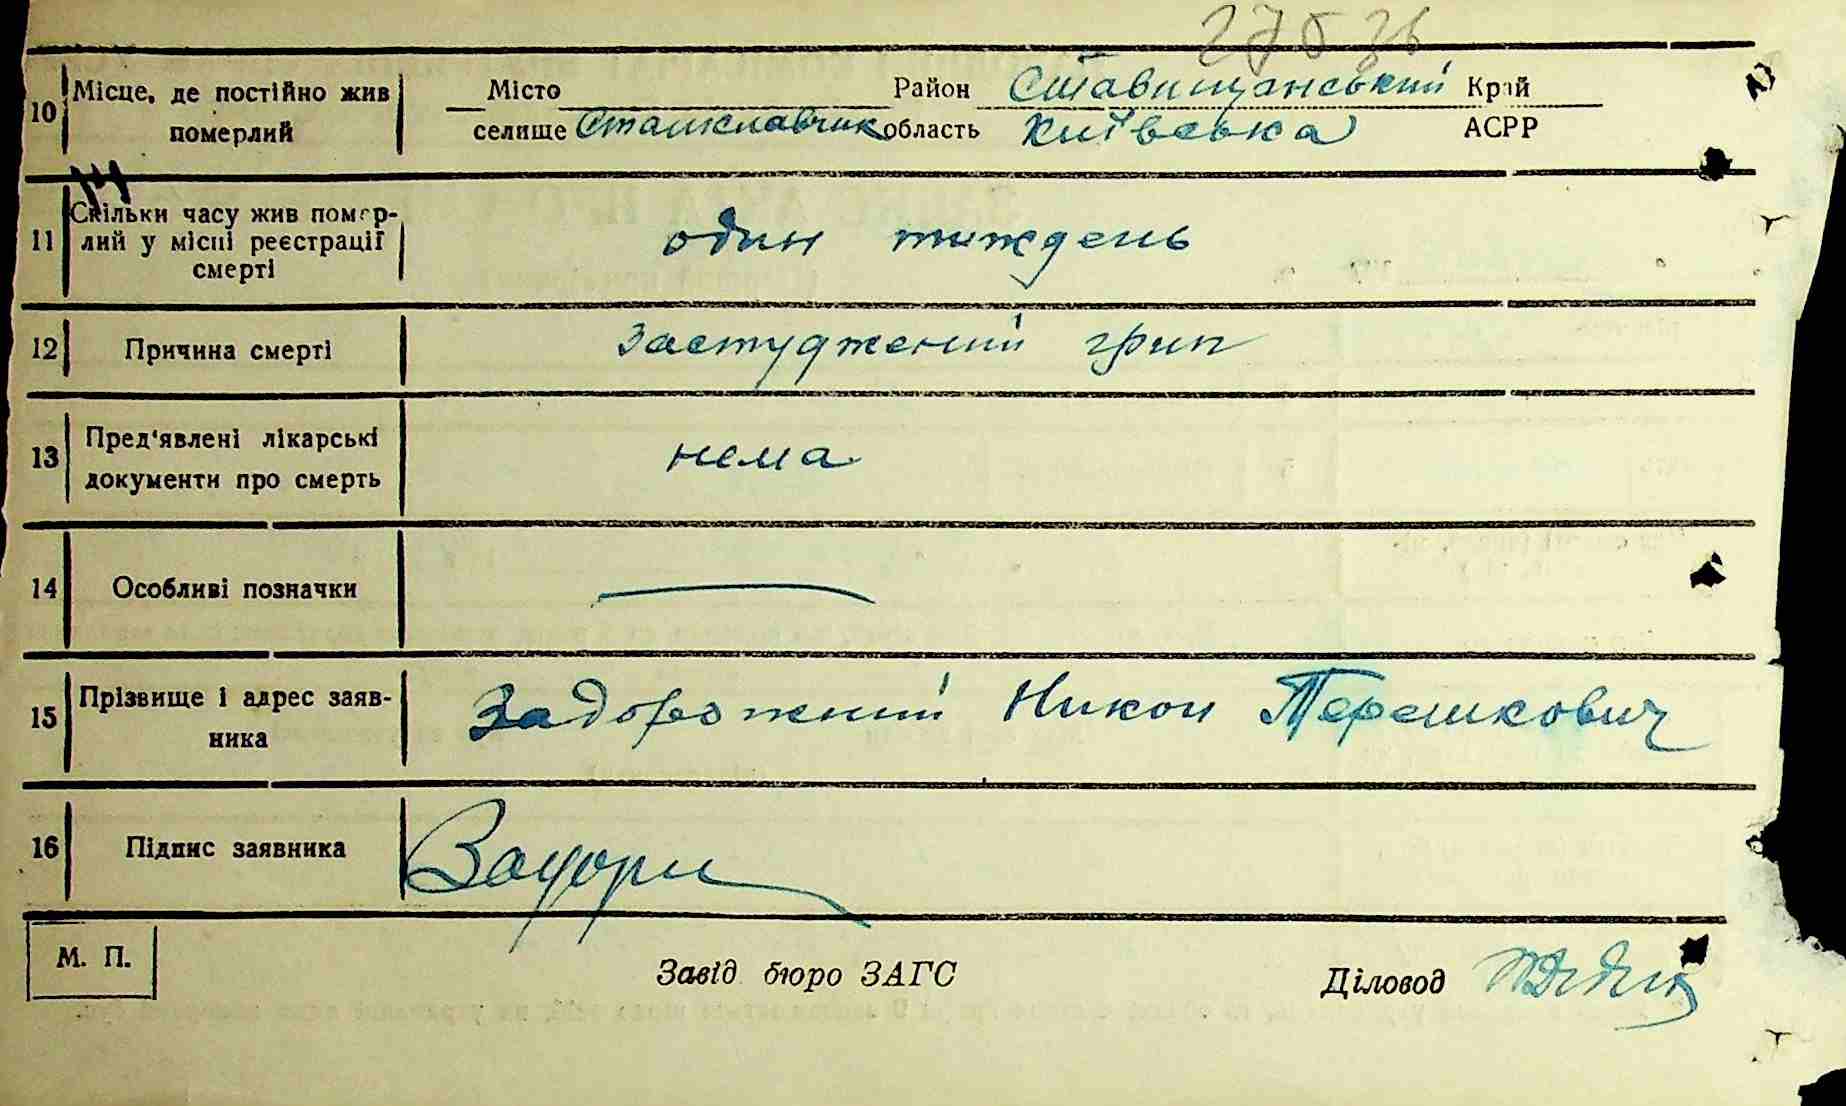 27526
10 Місце, де постійно жив померлий Місто Район Ставищанський Край
селище Станиславчик область Київська АСРР
11 Скільки часу жив помер-
лий у місці реєстрації
смерті один тиждень
12 Причина смерті застуджений грип
13 Пред'явлені лікарські
документи про смерть нема
14 Особливі позначки
15 Прізвище і адрес заяв-
ника Задорожений Никон Терешкович
16 Підпис заявника Задорж
М. П.
Завід бюро ЗАГС Діловод